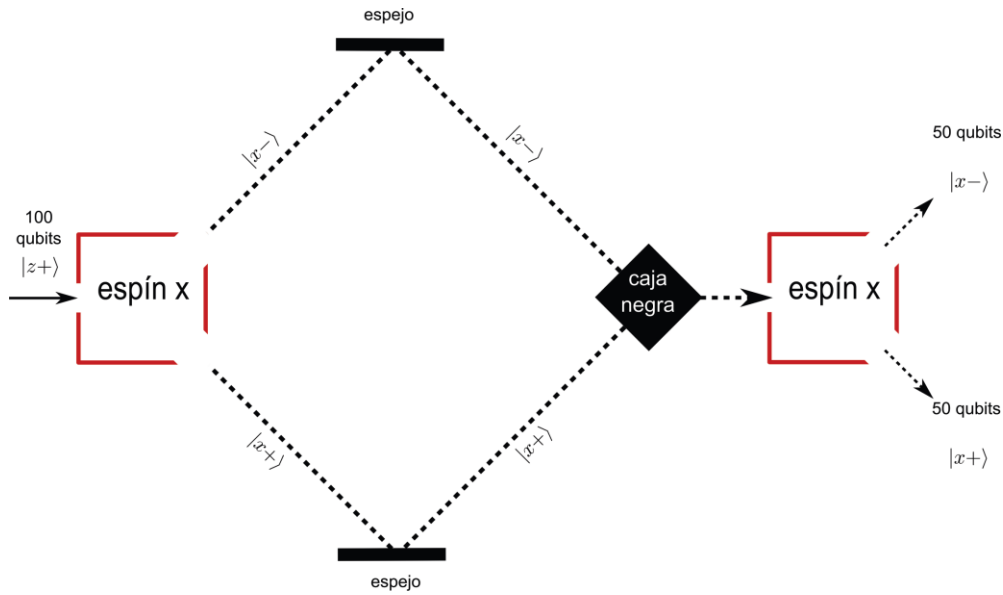 espejo
|x−⟩
|x−⟩
50 qubits
|x−⟩
100
qubits
|z+⟩
espín x
caja
negra
espín x
|x+⟩
|x+⟩
50 qubits
|x+⟩
espejo